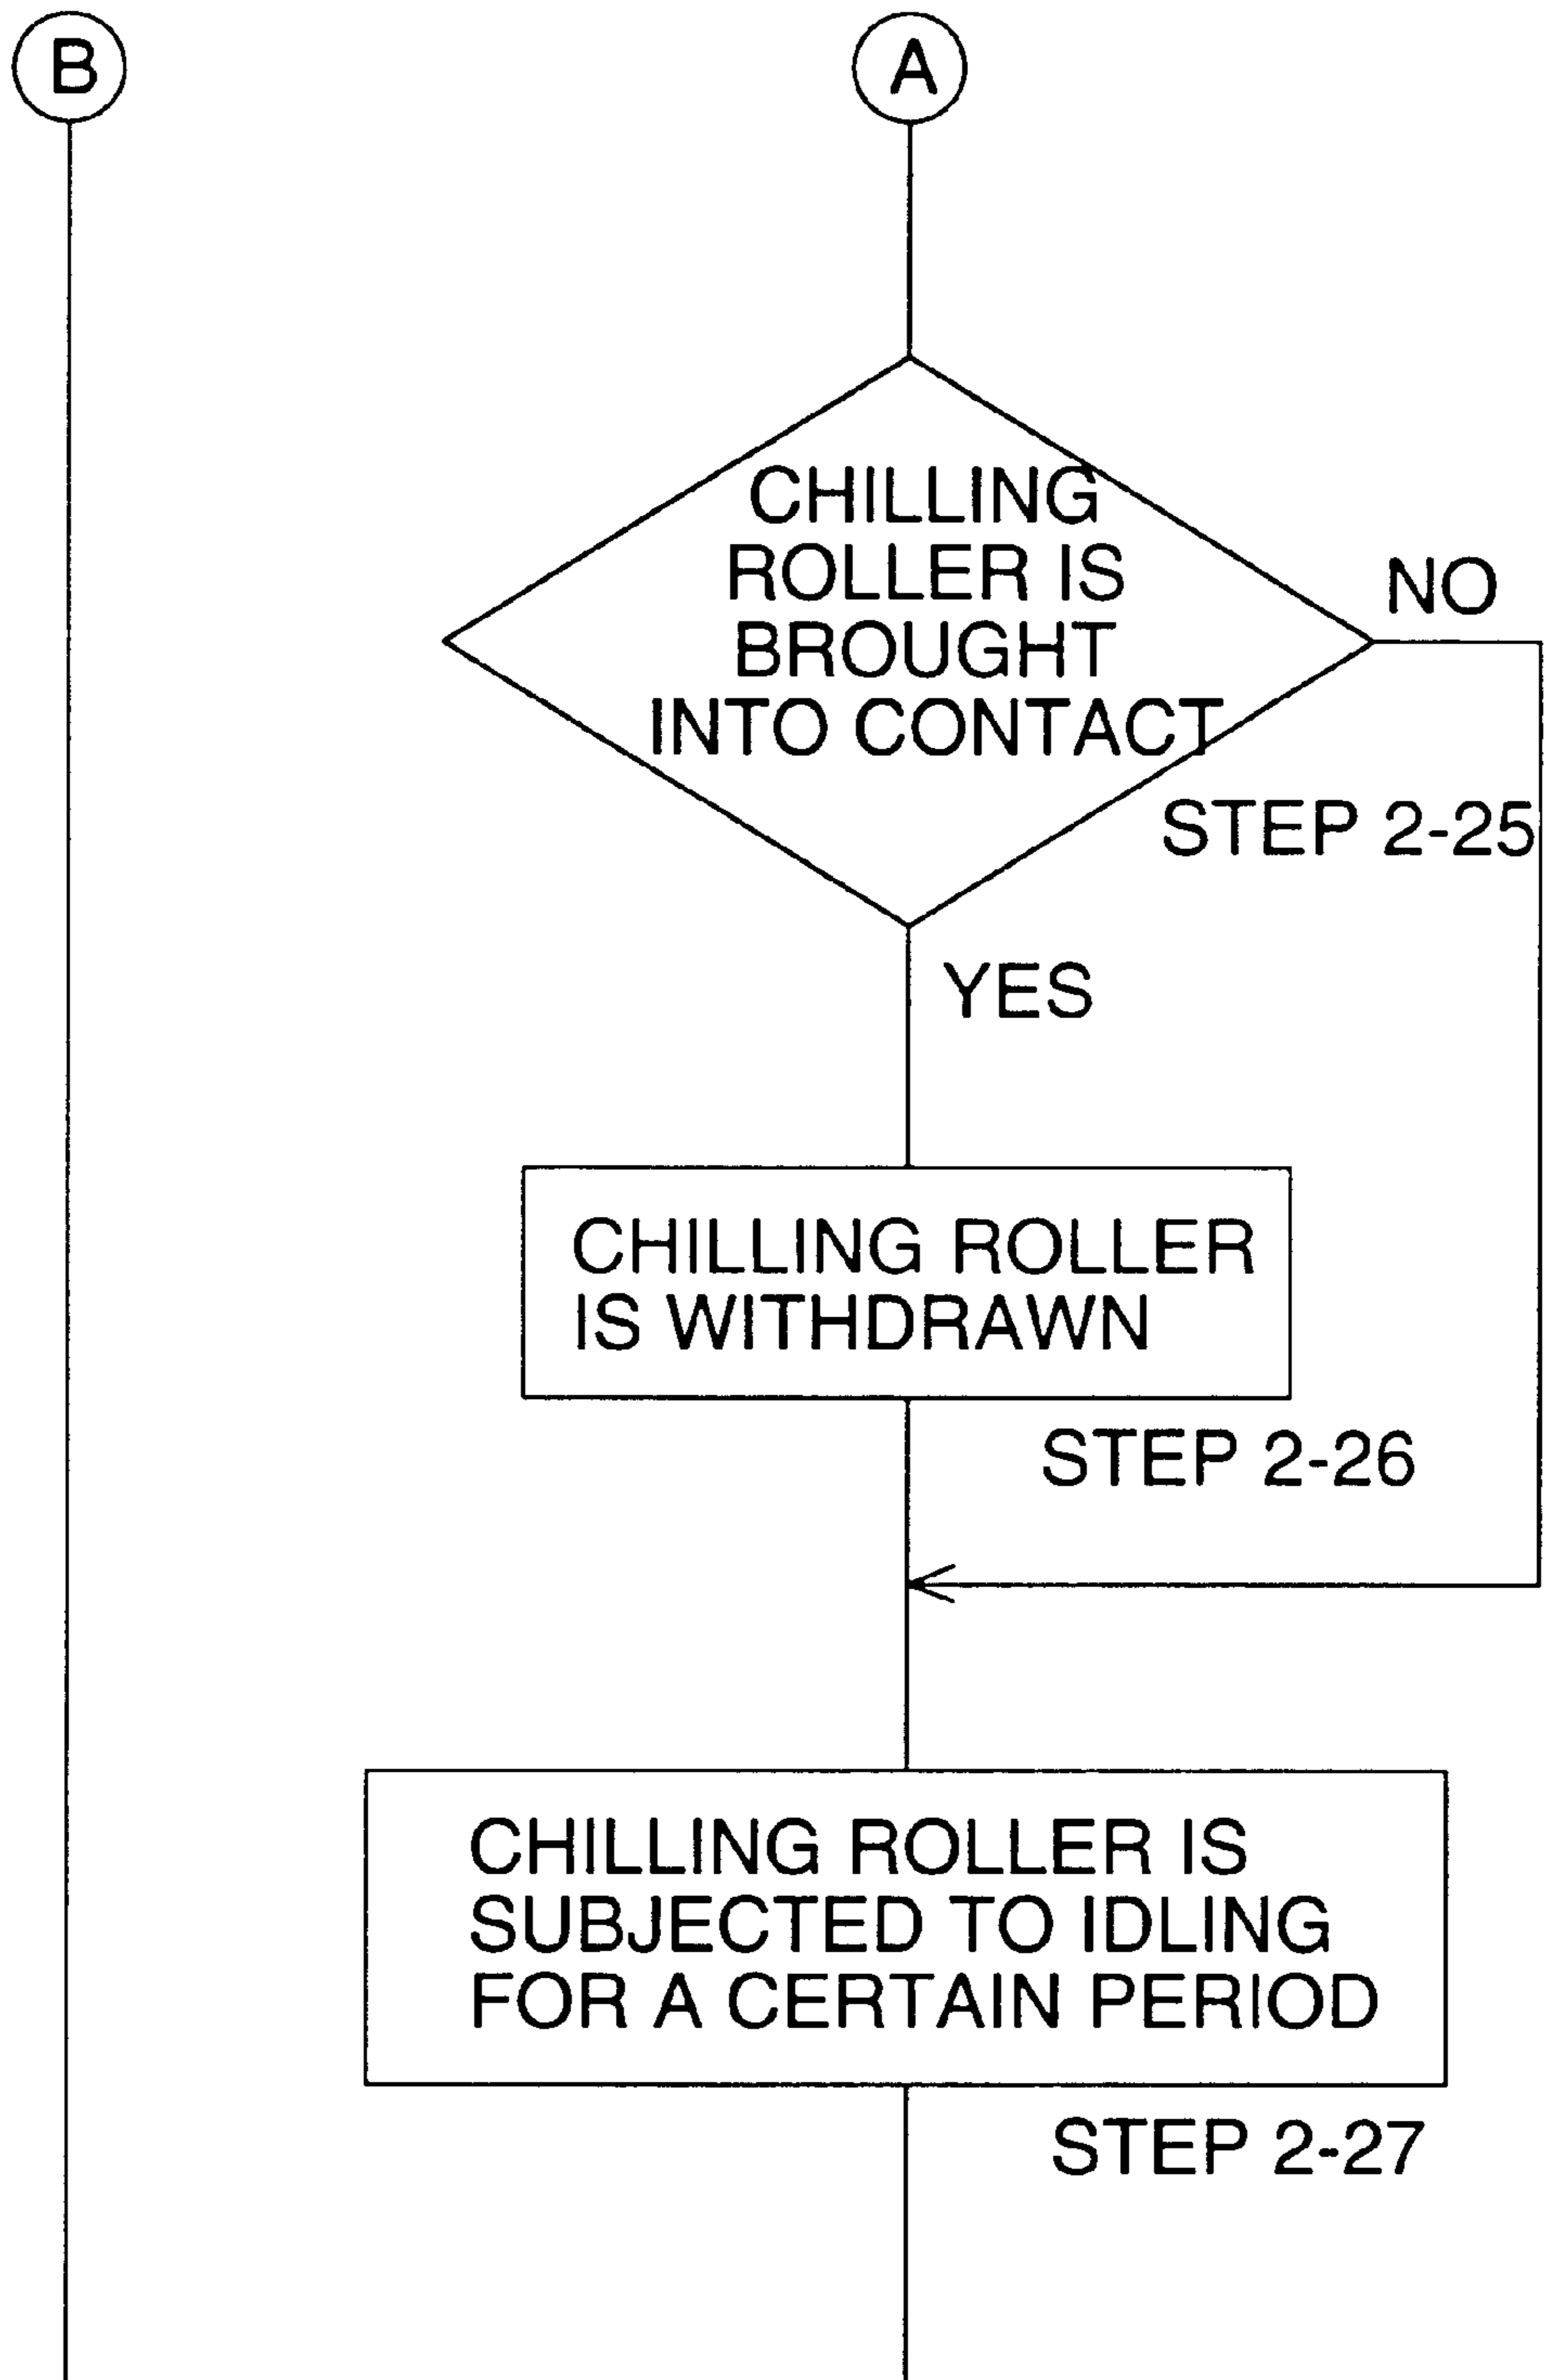 B
A
CHILLING
ROLLER IS
BROUGHT
INTO CONTACT
NO
STEP 2-25
YES
CHILLING ROLLER
IS WITHDRAWN
STEP 2-26
CHILLING ROLLER IS
SUBJECTED TO IDLING
FOR A CERTAIN PERIOD
STEP 2-27